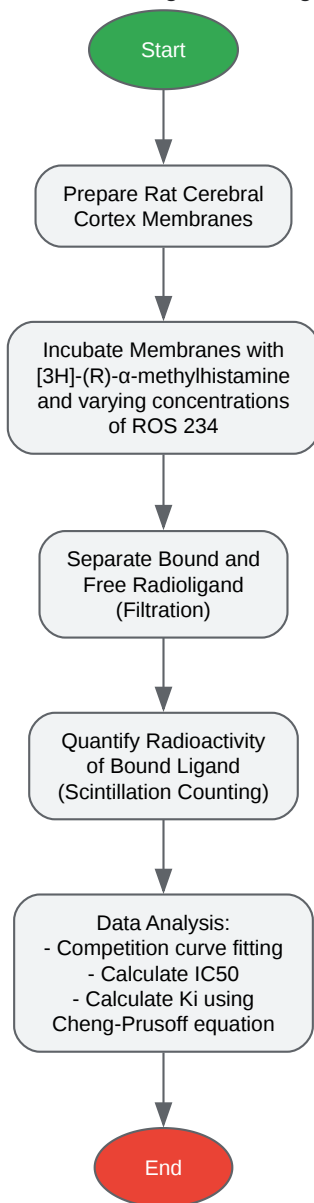 Start
Prepare Rat Cerebral
Cortex Membranes
Incubate Membranes with
[3H]-(R)-α-methylhistamine
and varying concentrations
of ROS 234
Separate Bound and
Free Radioligand
(Filtration)
Quantify Radioactivity
of Bound Ligand
(Scintillation Counting)
Data Analysis:
- Competition curve fitting
- Calculate IC50
- Calculate Ki using
Cheng-Prusoff equation
End